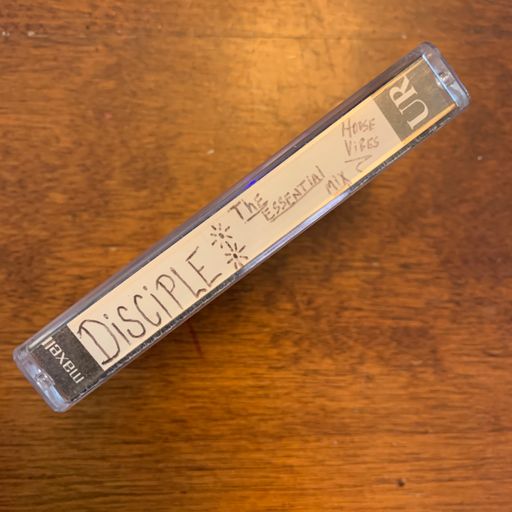 maxell
DISCIPLE
The
ESSENTIAL
MIX
HOUSE
VIBES
UR